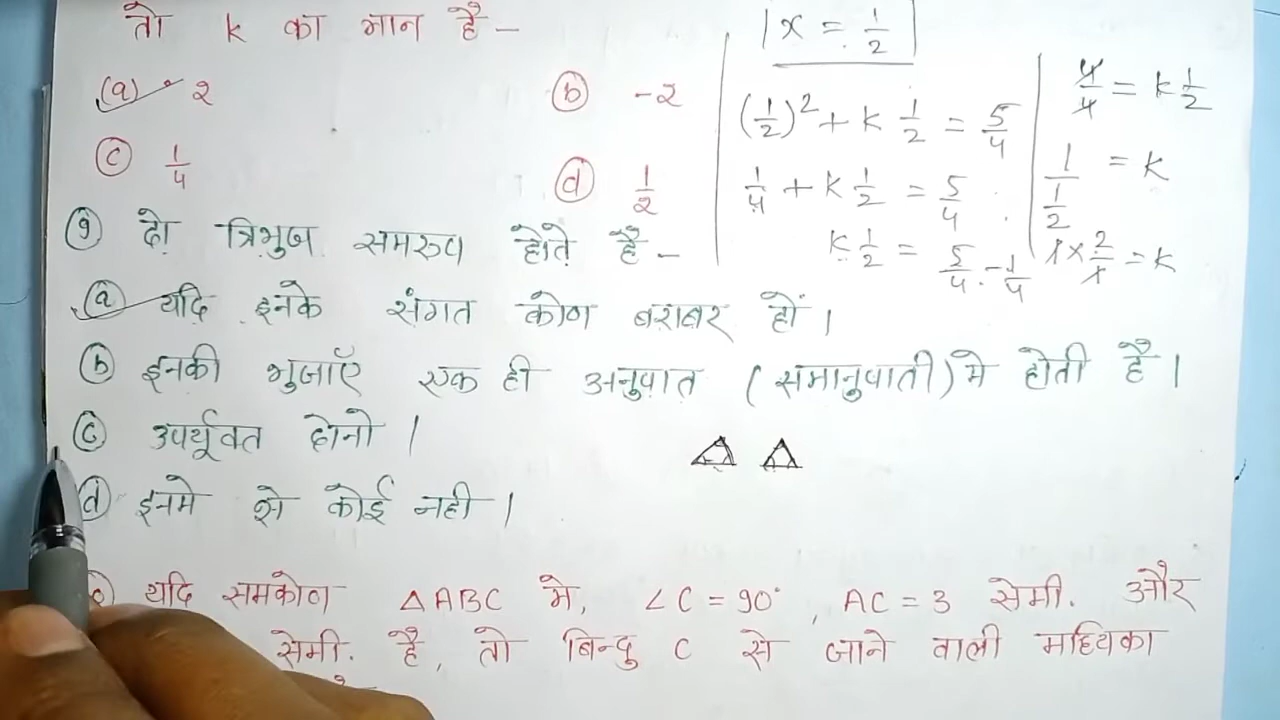 तो k का मान है –
x = 1/2
(a) 2
(b) -2
(c) 1/4
(d) 1/2
(1/2)² + k 1/2 = 5/4
1/4 + k 1/2 = 5/4
k 1/2 = 5/4 - 1/4
4/4 = k 1/2
1/(1/2) = k
1 × 2/1 = k
(9) दो त्रिभुज समरुप होते है –
(a) यदि इनके संगत कोण बराबर हों ।
(b) इनकी भुजाएँ एक ही अनुपात (समानुपाती) मे होती है ।
(c) उपर्यूक्त दोनो ।
(d) इनमे से कोई नही ।
यदि समकोण △ABC मे, ∠C = 90°, AC = 3 सेमी. और
सेमी. है, तो बिन्दु C से जाने वाली मध्यिका